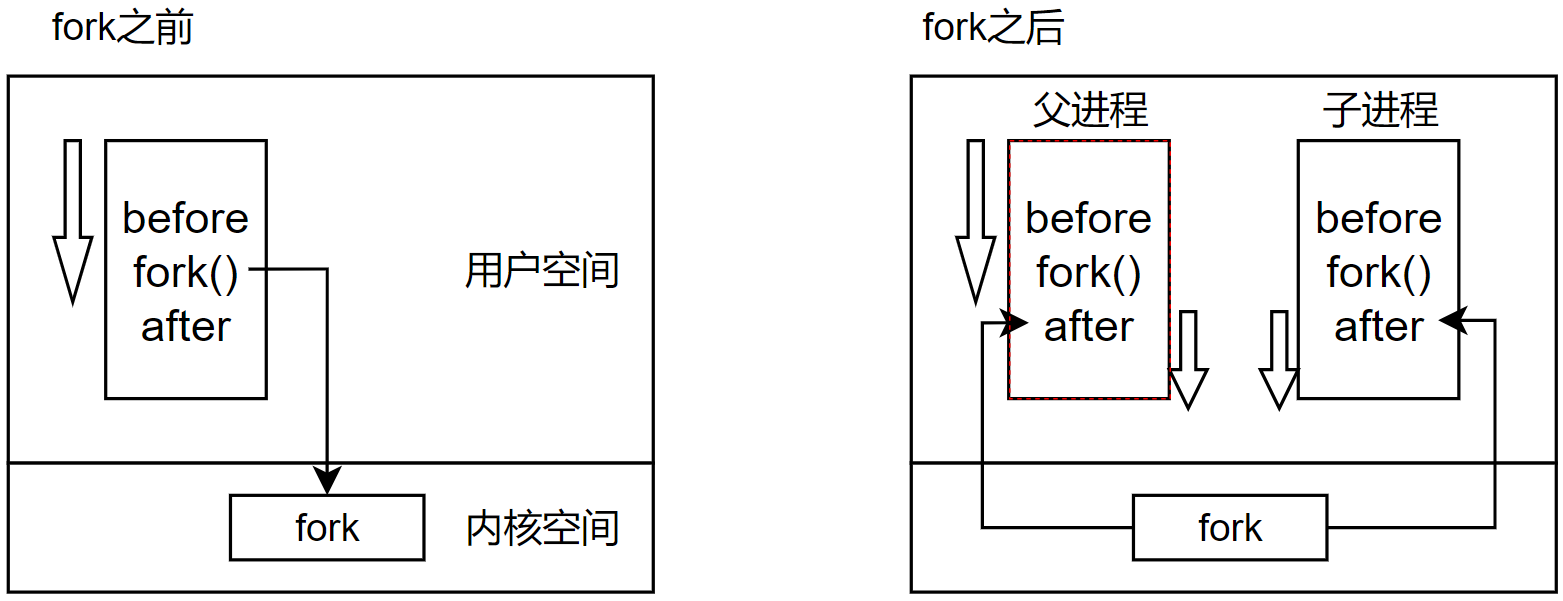 fork之前
before
fork()
after
用户空间
fork
内核空间
fork之后
父进程
before
fork()
after
子进程
before
fork()
after
fork